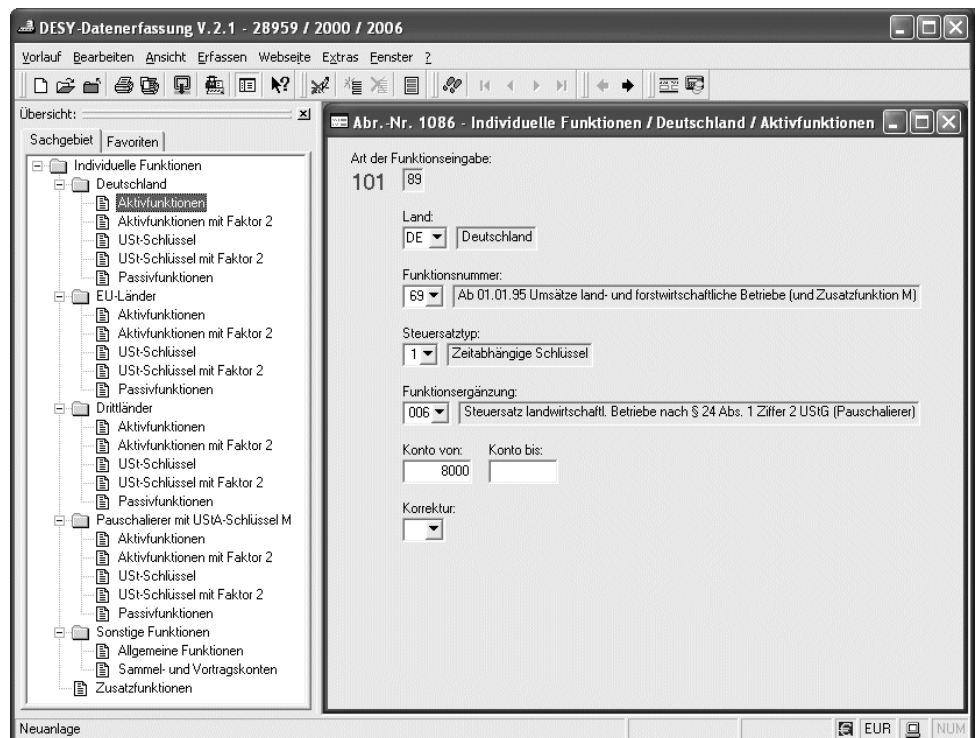 DESY-Datenerfassung V.2.1 - 28959 / 2000 / 2006
Vorlauf Bearbeiten Ansicht Erfassen Webseite Extras Fenster ?
Übersicht:
Sachgebiet Favoriten
Individuelle Funktionen
Deutschland
Aktivfunktionen
Aktivfunktionen mit Faktor 2
USt-Schlüssel
USt-Schlüssel mit Faktor 2
Passivfunktionen
EU-Länder
Aktivfunktionen
Aktivfunktionen mit Faktor 2
USt-Schlüssel
USt-Schlüssel mit Faktor 2
Passivfunktionen
Drittländer
Aktivfunktionen
Aktivfunktionen mit Faktor 2
USt-Schlüssel
USt-Schlüssel mit Faktor 2
Passivfunktionen
Pauschalierer mit UStA-Schlüssel M
Aktivfunktionen
Aktivfunktionen mit Faktor 2
USt-Schlüssel
USt-Schlüssel mit Faktor 2
Passivfunktionen
Sonstige Funktionen
Allgemeine Funktionen
Sammel- und Vortragskonten
Zusatzfunktionen
Abr.-Nr. 1086 - Individuelle Funktionen / Deutschland / Aktivfunktionen
Art der Funktionseingabe:
101 89
Land:
DE Deutschland
Funktionsnummer:
69 Ab 01.01.95 Umsätze land- und forstwirtschaftliche Betriebe (und Zusatzfunktion M)
Steuersatztyp:
1 Zeitabhängige Schlüssel
Funktionsergänzung:
006 Steuersatz landwirtschaftl. Betriebe nach § 24 Abs. 1 Ziffer 2 UStG (Pauschalierer)
Konto von: Konto bis:
8000
Korrektur:
Neuanlage EUR NUM